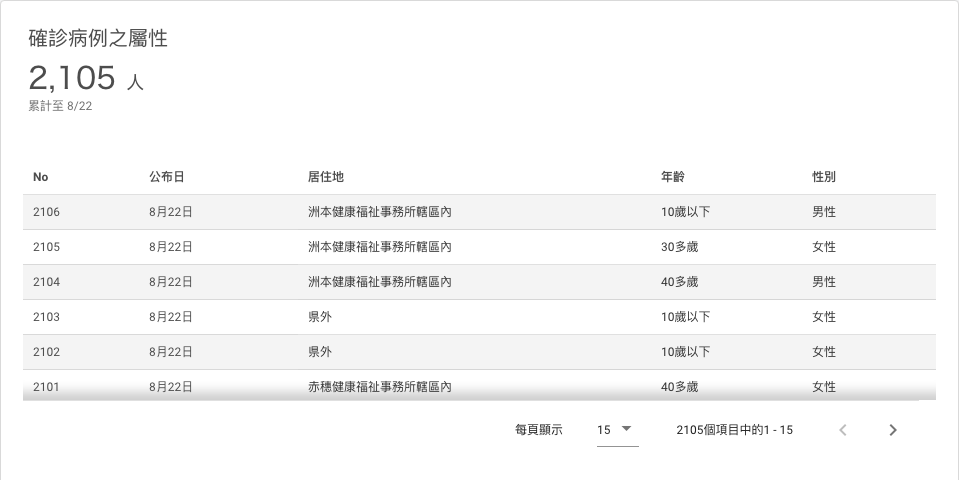 確診病例之屬性
2,105 人
累計至 8/22
No 公布日 居住地 年齡 性別
2106 8月22日 洲本健康福祉事務所轄區內 10歲以下 男性
2105 8月22日 洲本健康福祉事務所轄區內 30多歲 女性
2104 8月22日 洲本健康福祉事務所轄區內 40多歲 男性
2103 8月22日 県外 10歲以下 女性
2102 8月22日 県外 10歲以下 女性
2101 8月22日 赤穗健康福祉事務所轄區內 40多歲 女性
每頁顯示 15 2105個項目中的1 - 15